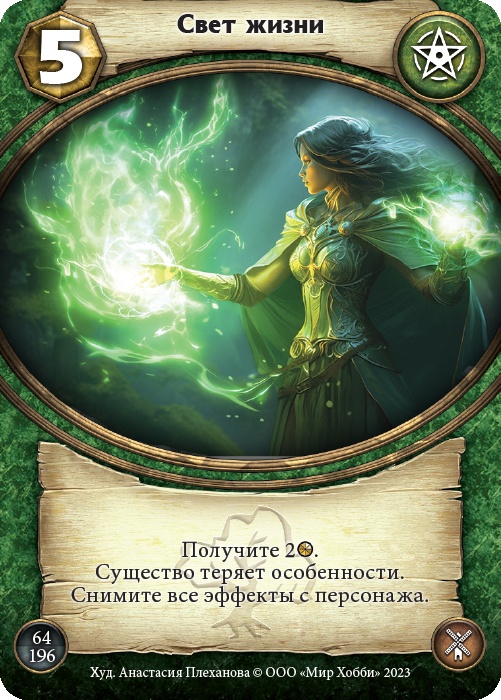 5
Свет жизни
Получите 2.
Существо теряет особенности.
Снимите все эффекты с персонажа.
64
196
Худ. Анастасия Плеханова © ООО «Мир Хобби» 2023